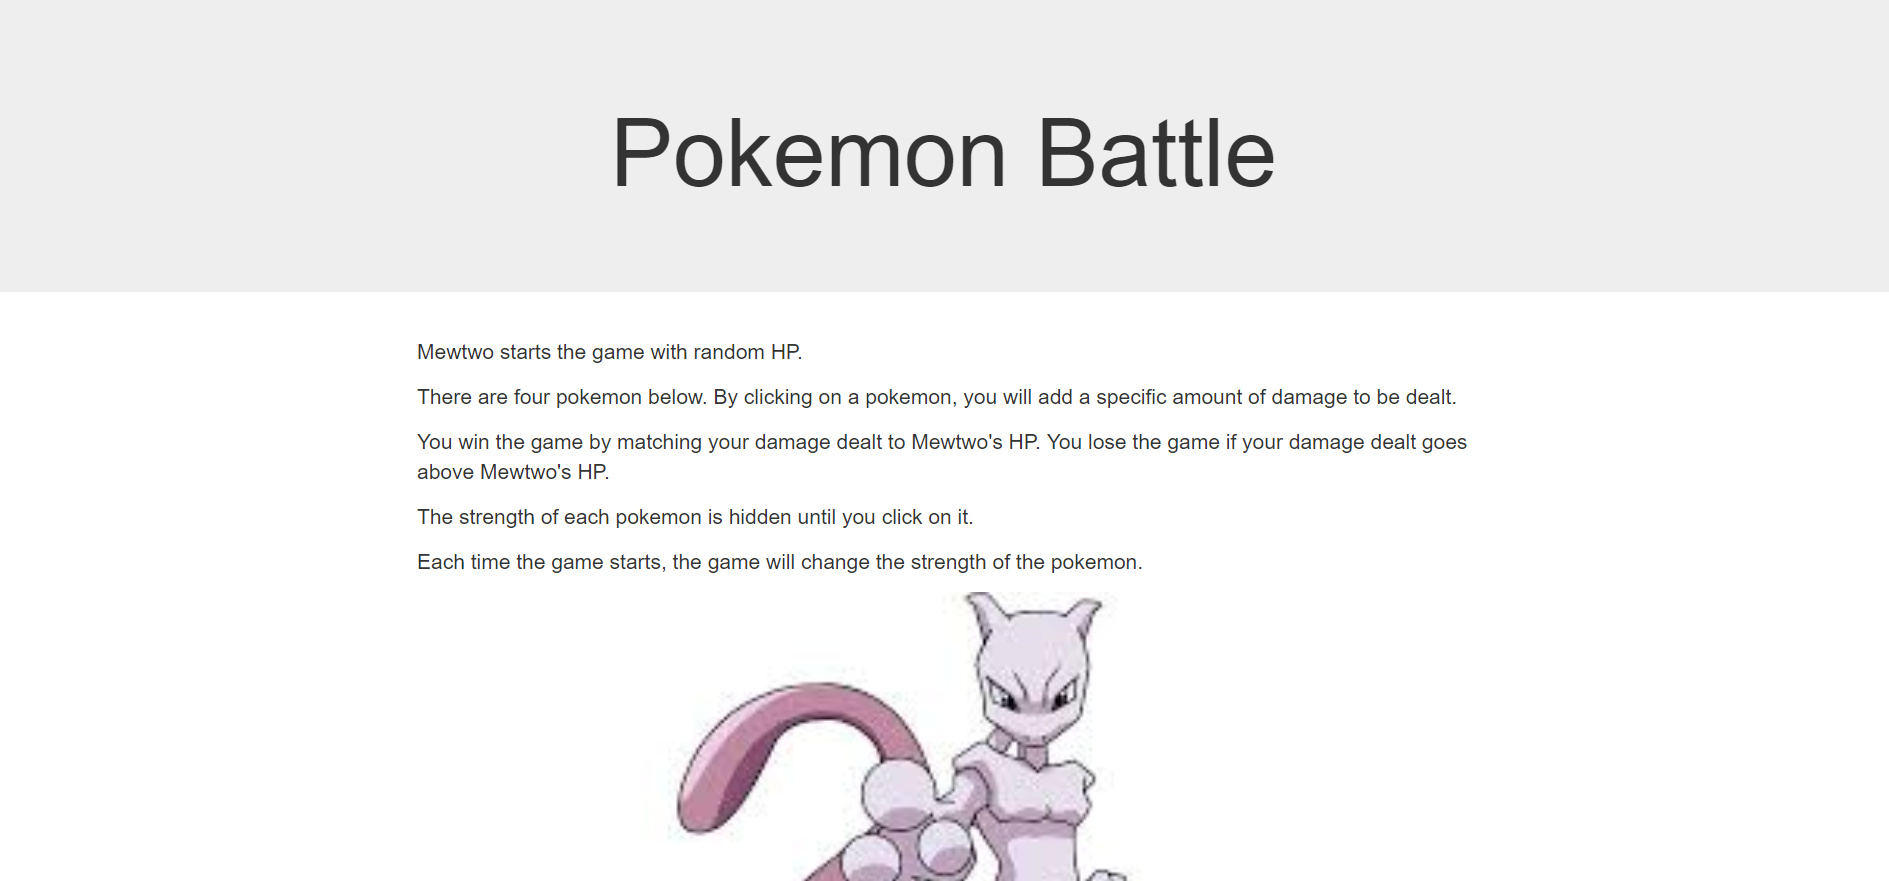 Pokemon Battle
Mewtwo starts the game with random HP.
There are four pokemon below. By clicking on a pokemon, you will add a specific amount of damage to be dealt.
You win the game by matching your damage dealt to Mewtwo's HP. You lose the game if your damage dealt goes
above Mewtwo's HP.
The strength of each pokemon is hidden until you click on it.
Each time the game starts, the game will change the strength of the pokemon.